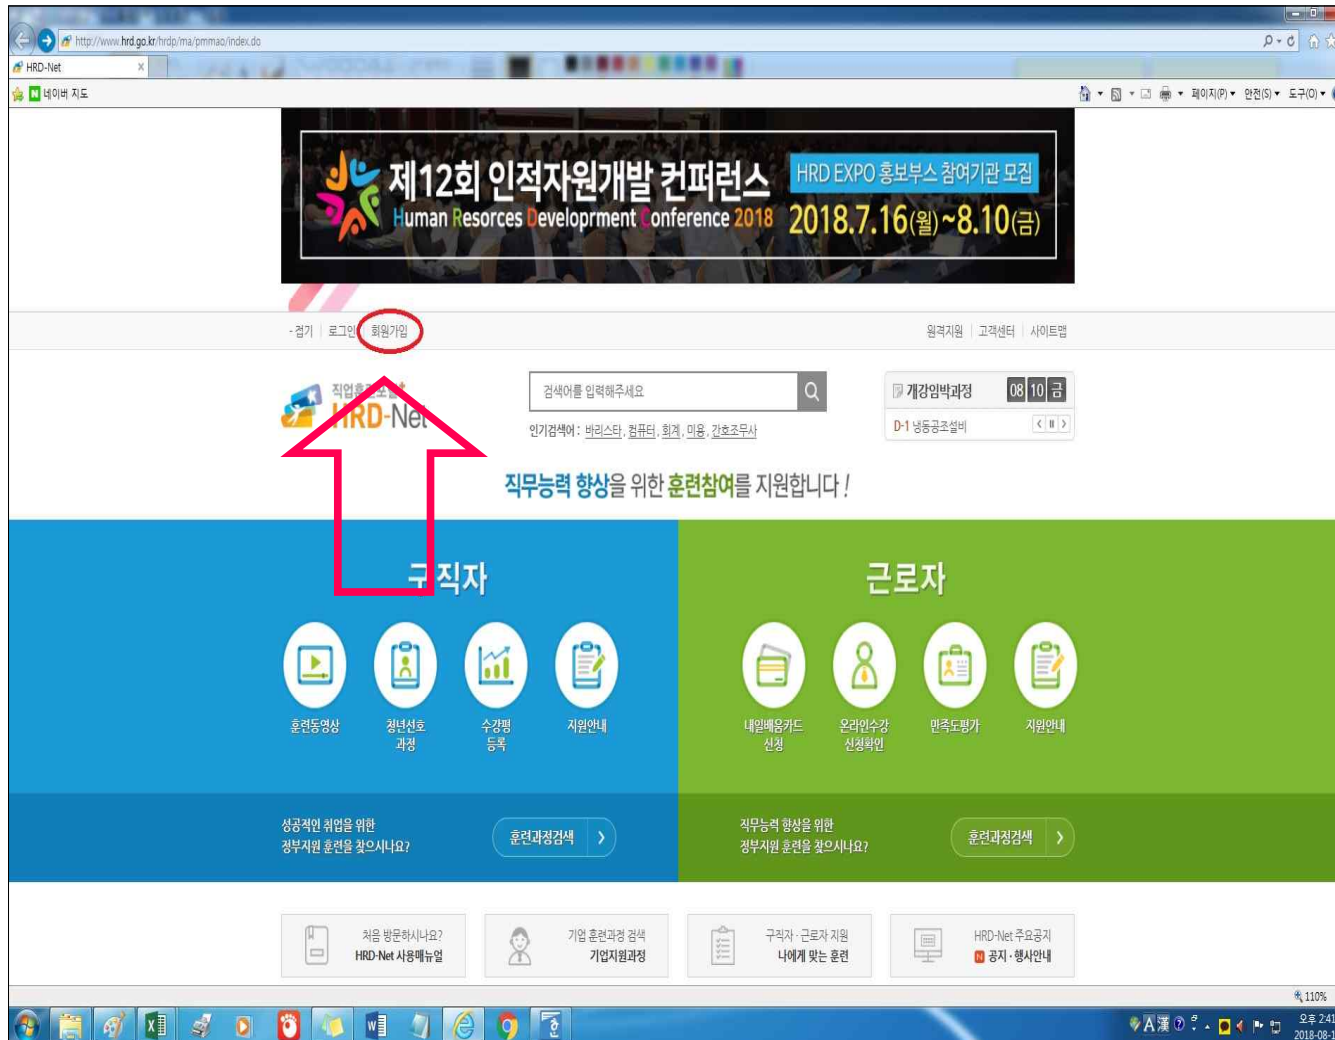 http://www.hrd.go.kr/hrdp/ma/pmmao/index.do
HRD-Net
네이버 지도
페이지(P) 안전(S) 도구(O)
제12회 인적자원개발 컨퍼런스
Human Resorces Developrment Conference 2018
HRD EXPO 홍보부스 참여기관 모집
2018.7.16(월)~8.10(금)
- 접기 로그인 회원가입
원격지원 고객센터 사이트맵
HRD-Net
검색어를 입력해주세요
인기검색어 : 바리스타, 컴퓨터, 회계, 미용, 간호조무사
개강임박과정 08 10 금
D-1 냉동공조설비
직무능력 향상을 위한 훈련참여를 지원합니다 !
구직자
훈련동영상
청년선호
과정
수강평
등록
지원안내
성공적인 취업을 위한
정부지원 훈련을 찾으시나요?
훈련과정검색
근로자
내일배움카드
신청
온라인수강
신청확인
만족도평가
지원안내
직무능력 향상을 위한
정부지원 훈련을 찾으시나요?
훈련과정검색
처음 방문하시나요?
HRD-Net 사용매뉴얼
기업 훈련과정 검색
기업지원과정
구직자 · 근로자 지원
나에게 맞는 훈련
HRD-Net 주요공지
N 공지 · 행사안내
110%
A 漢
오후 2:41